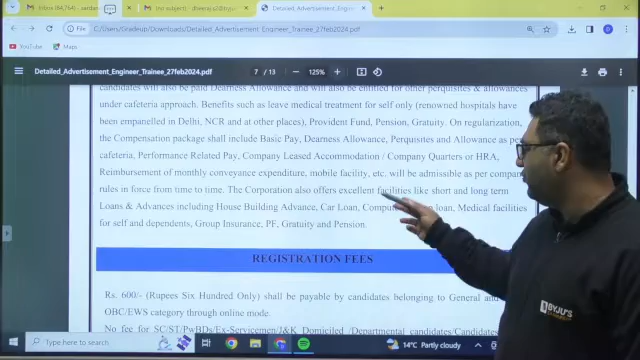 Inbox (84,764) - sardan
(no subject) - dheeraj.s2@byju
Detailed_Advertisement_Engine
File C:/Users/Gradeup/Downloads/Detailed_Advertisement_Engineer_Trainee_27feb2024.pdf
YouTube Maps
Detailed_Advertisement_Engineer_Trainee_27feb2024.pdf 7 / 13 125%
candidates will also be paid Dearness Allowance and will also be entitled for other perquisites & allowances
under cafeteria approach. Benefits such as leave medical treatment for self only (renowned hospitals have
been empanelled in Delhi, NCR and at other places), Provident Fund, Pension, Gratuity. On regularization,
the Compensation package shall include Basic Pay, Dearness Allowance, Perquisites and Allowance as per
cafeteria, Performance Related Pay, Company Leased Accommodation / Company Quarters or HRA,
Reimbursement of monthly conveyance expenditure, mobile facility, etc. will be admissible as per company
rules in force from time to time. The Corporation also offers excellent facilities like short and long term
Loans & Advances including House Building Advance, Car Loan, loan, Medical facilities
for self and dependents, Group Insurance, PF, Gratuity and Pension.
REGISTRATION FEES
Rs. 600/- (Rupees Six Hundred Only) shall be payable by candidates belonging to General and
OBC/EWS category through online mode.
No fee for SC/ST/PwBDs/Ex-Servicemen/J&K Domiciled /Departmental candidates/Candidates
BYJU'S
Type here to search 14°C Partly cloudy